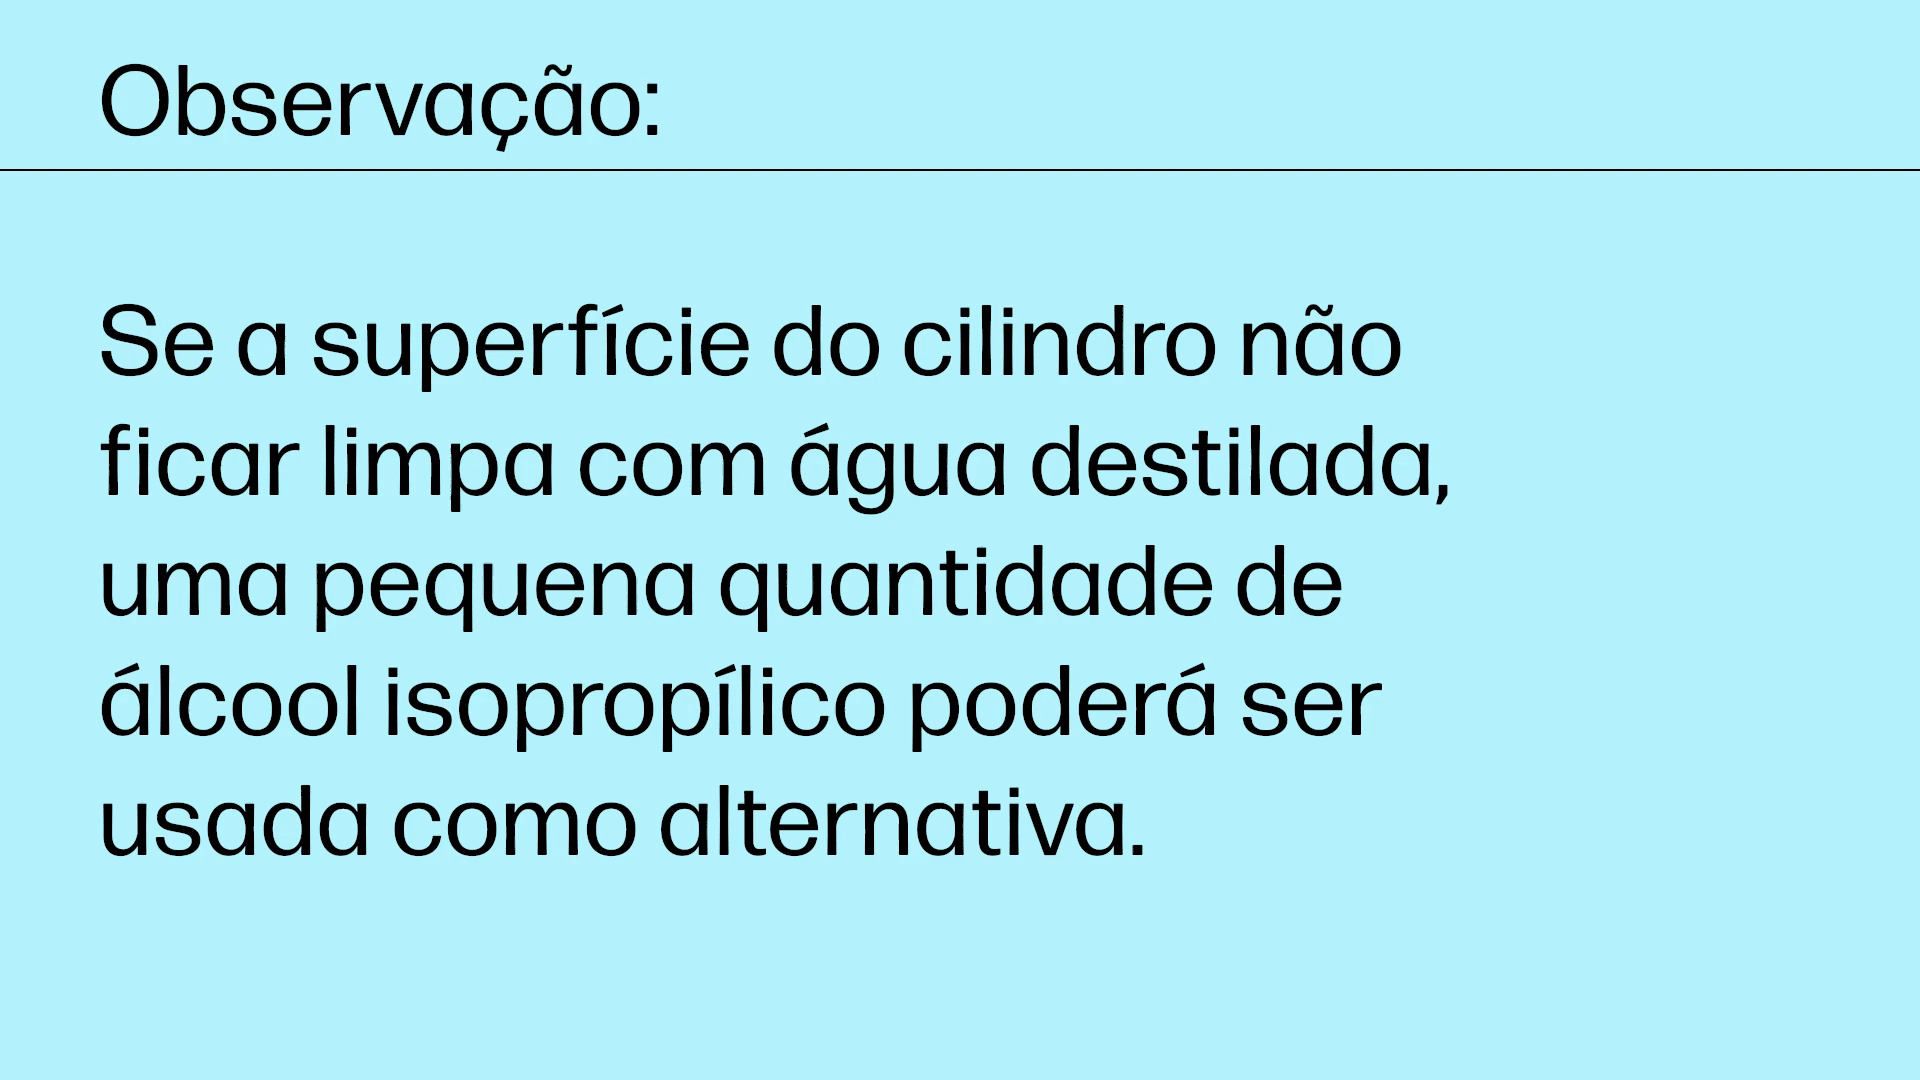 Observação:
Se a superfície do cilindro não
ficar limpa com água destilada,
uma pequena quantidade de
álcool isopropílico poderá ser
usada como alternativa.